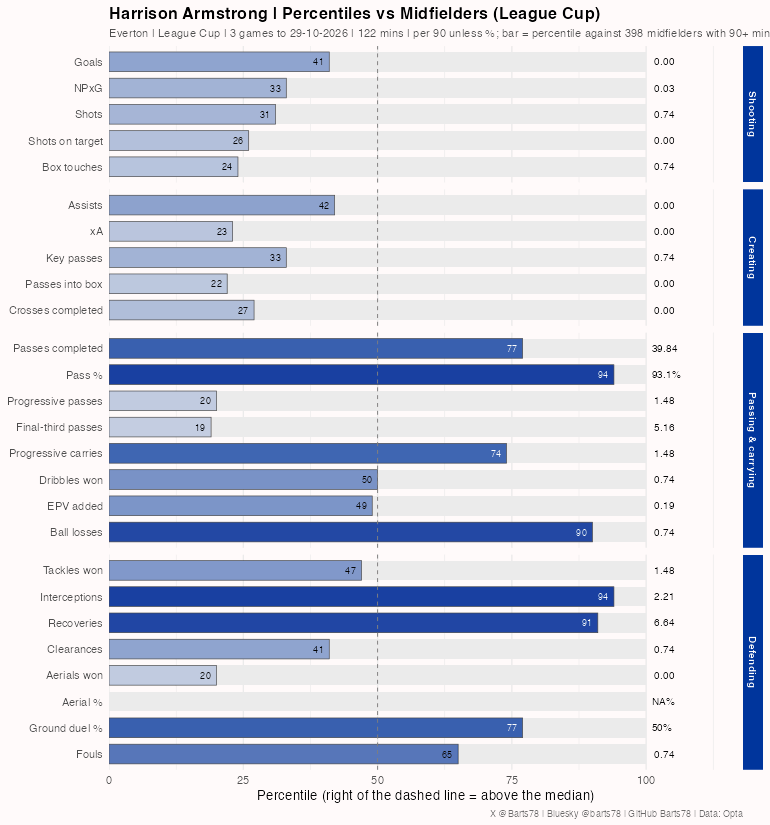 Harrison Armstrong | Percentiles vs Midfielders (League Cup)
Everton | League Cup | 3 games to 29-10-2026 | 122 mins | per 90 unless %; bar = percentile against 398 midfielders with 90+ min
Goals 41 0.00
NPxG 33 0.03
Shots 31 0.74
Shots on target 26 0.00
Box touches 24 0.74
Shooting
Assists 42 0.00
xA 23 0.00
Key passes 33 0.74
Passes into box 22 0.00
Crosses completed 27 0.00
Creating
Passes completed 77 39.84
Pass % 94 93.1%
Progressive passes 20 1.48
Final-third passes 19 5.16
Progressive carries 74 1.48
Dribbles won 50 0.74
EPV added 49 0.19
Ball losses 90 0.74
Passing & carrying
Tackles won 47 1.48
Interceptions 94 2.21
Recoveries 91 6.64
Clearances 41 0.74
Aerials won 20 0.00
Aerial % NA%
Ground duel % 77 50%
Fouls 65 0.74
Defending
0 25 50 75 100
Percentile (right of the dashed line = above the median)
X @Barts78 | Bluesky @barts78 | GitHub Barts78 | Data: Opta